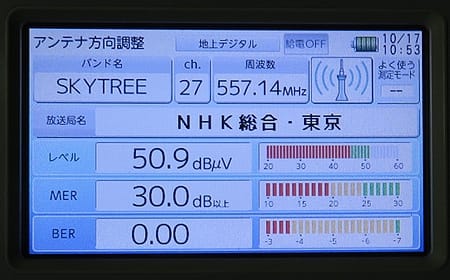 アンテナ方向調整 地上デジタル 給電OFF 10/17
10:53
バンド名 ch. 周波数 よく使う
測定モード
SKYTREE 27 557.14MHz --
放送局名 NHK総合・東京
レベル 50.9dBμV 20 30 40 50 60
MER 30.0dB以上 10 15 20 25 30
BER 0.00 -3 -4 -5 -6 -7